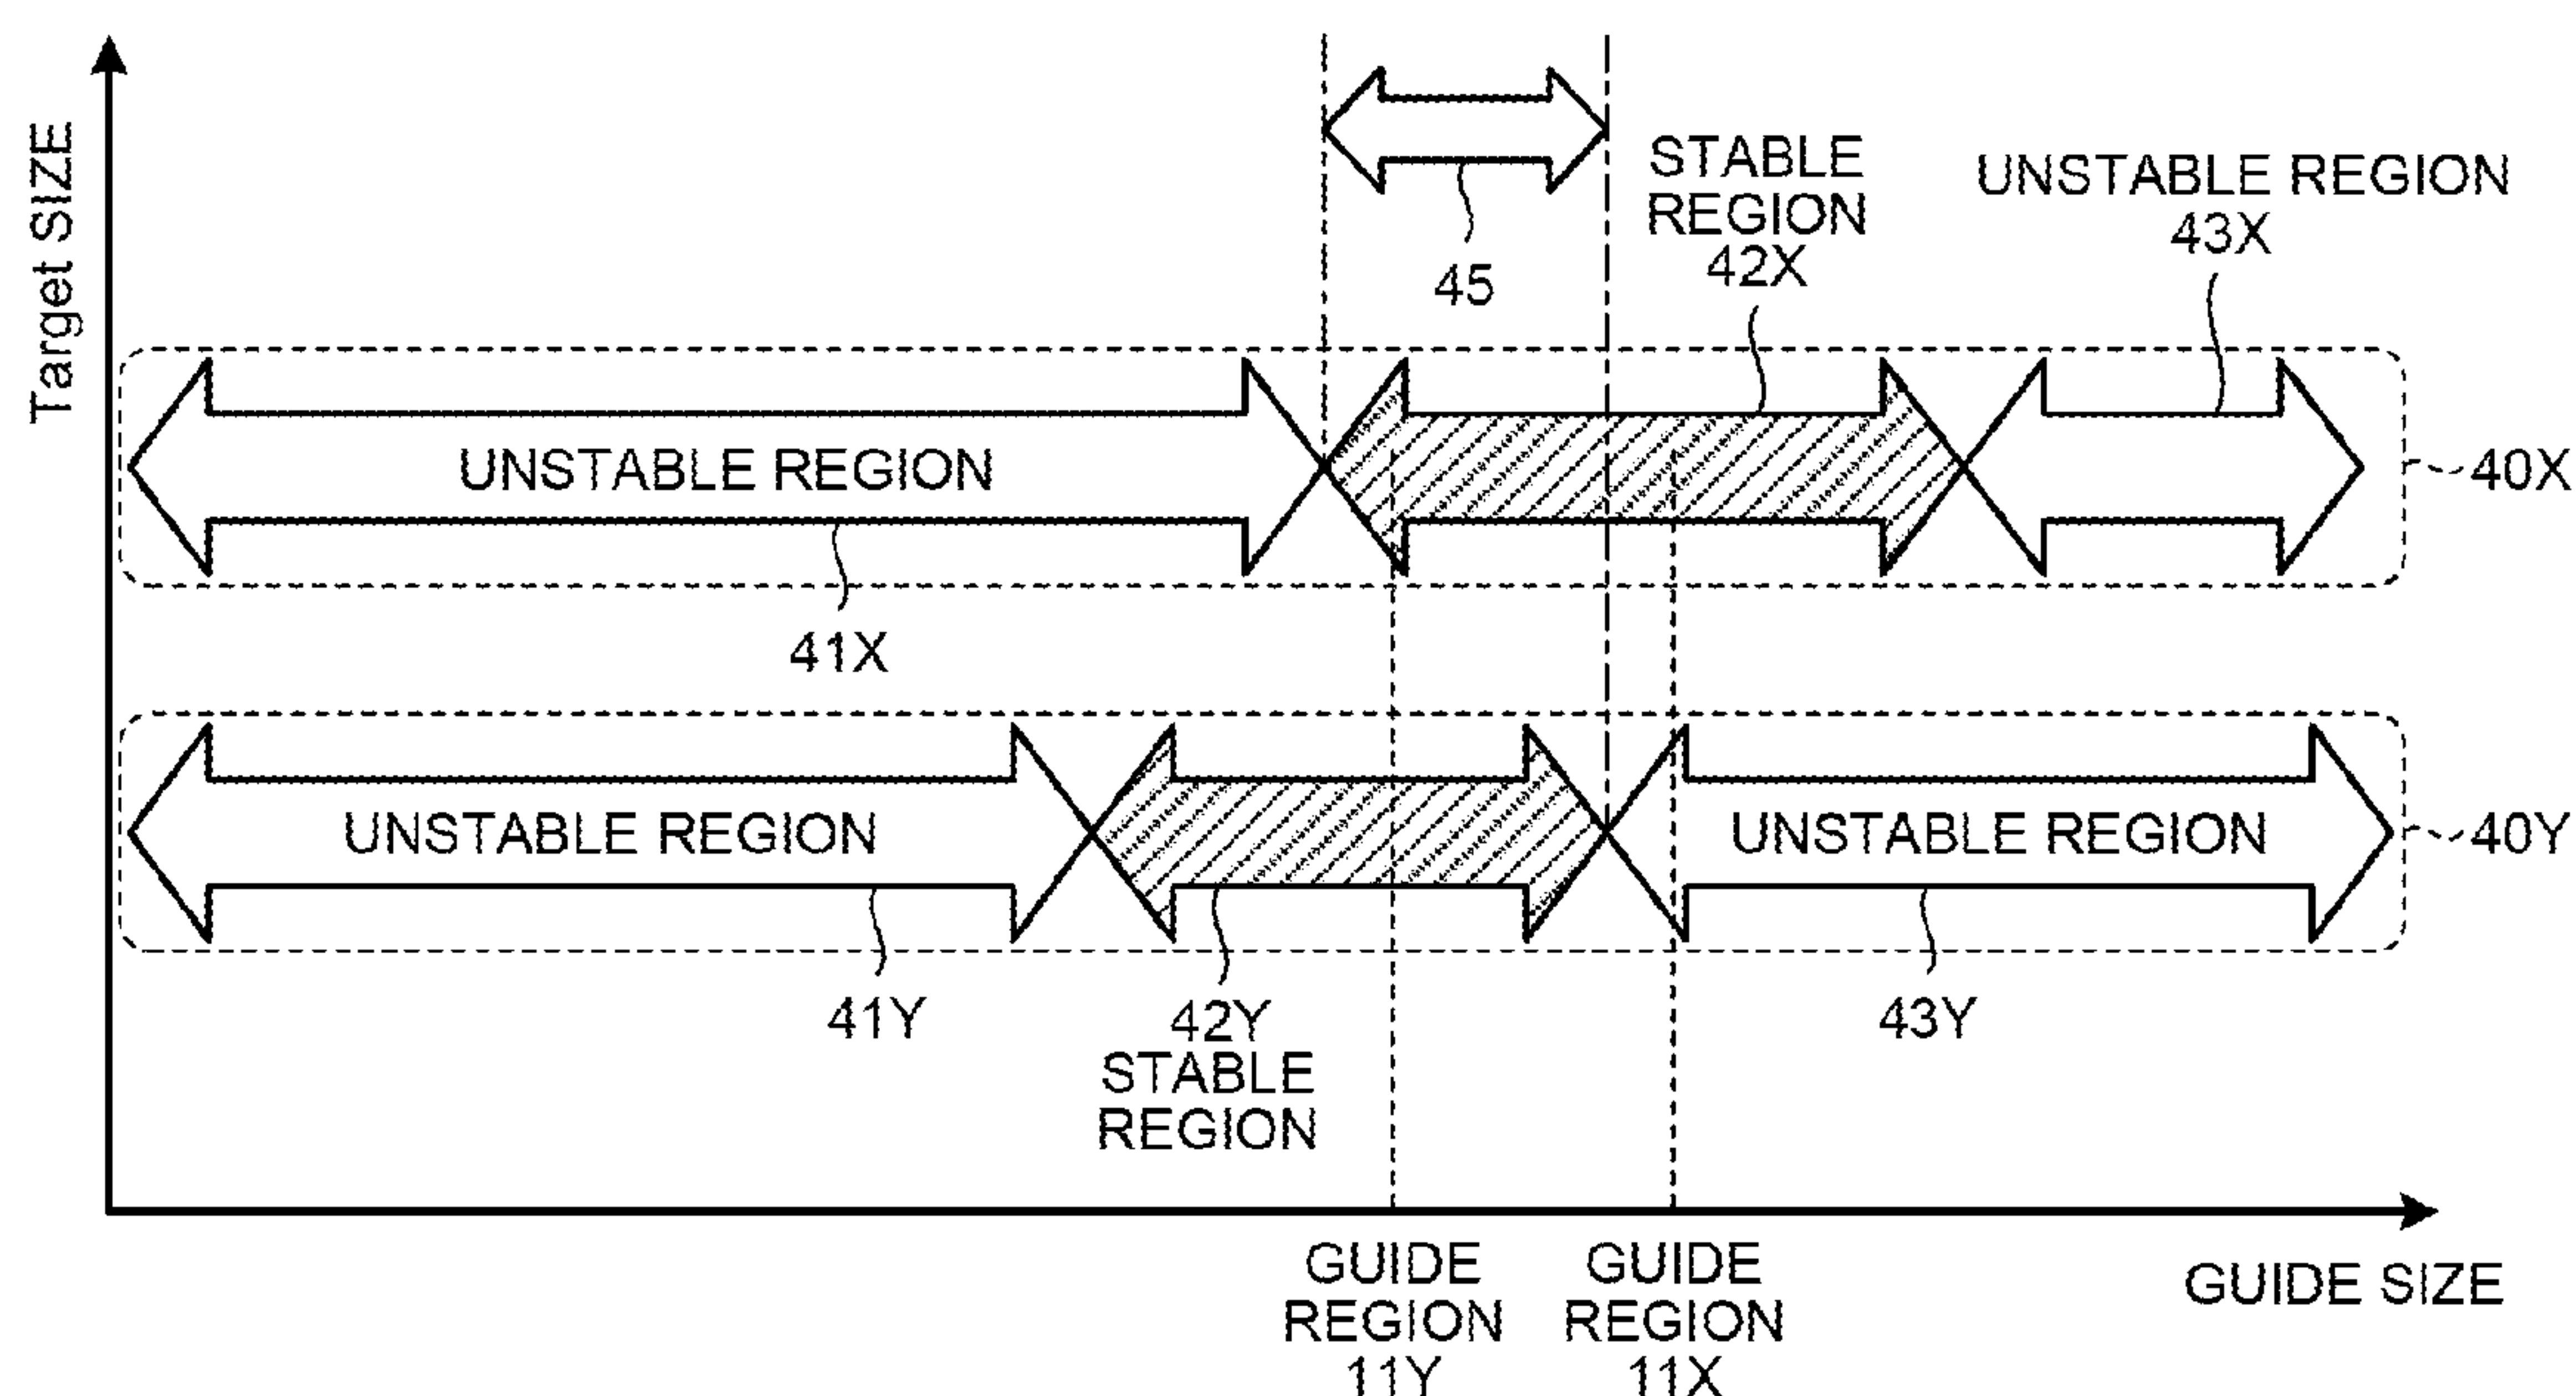 Target SIZE
45
STABLE
REGION
42X
UNSTABLE REGION
43X
UNSTABLE REGION
40X
41X
UNSTABLE REGION
UNSTABLE REGION
40Y
41Y
42Y
STABLE
REGION
43Y
GUIDE
REGION
11Y
GUIDE
REGION
11X
GUIDE SIZE